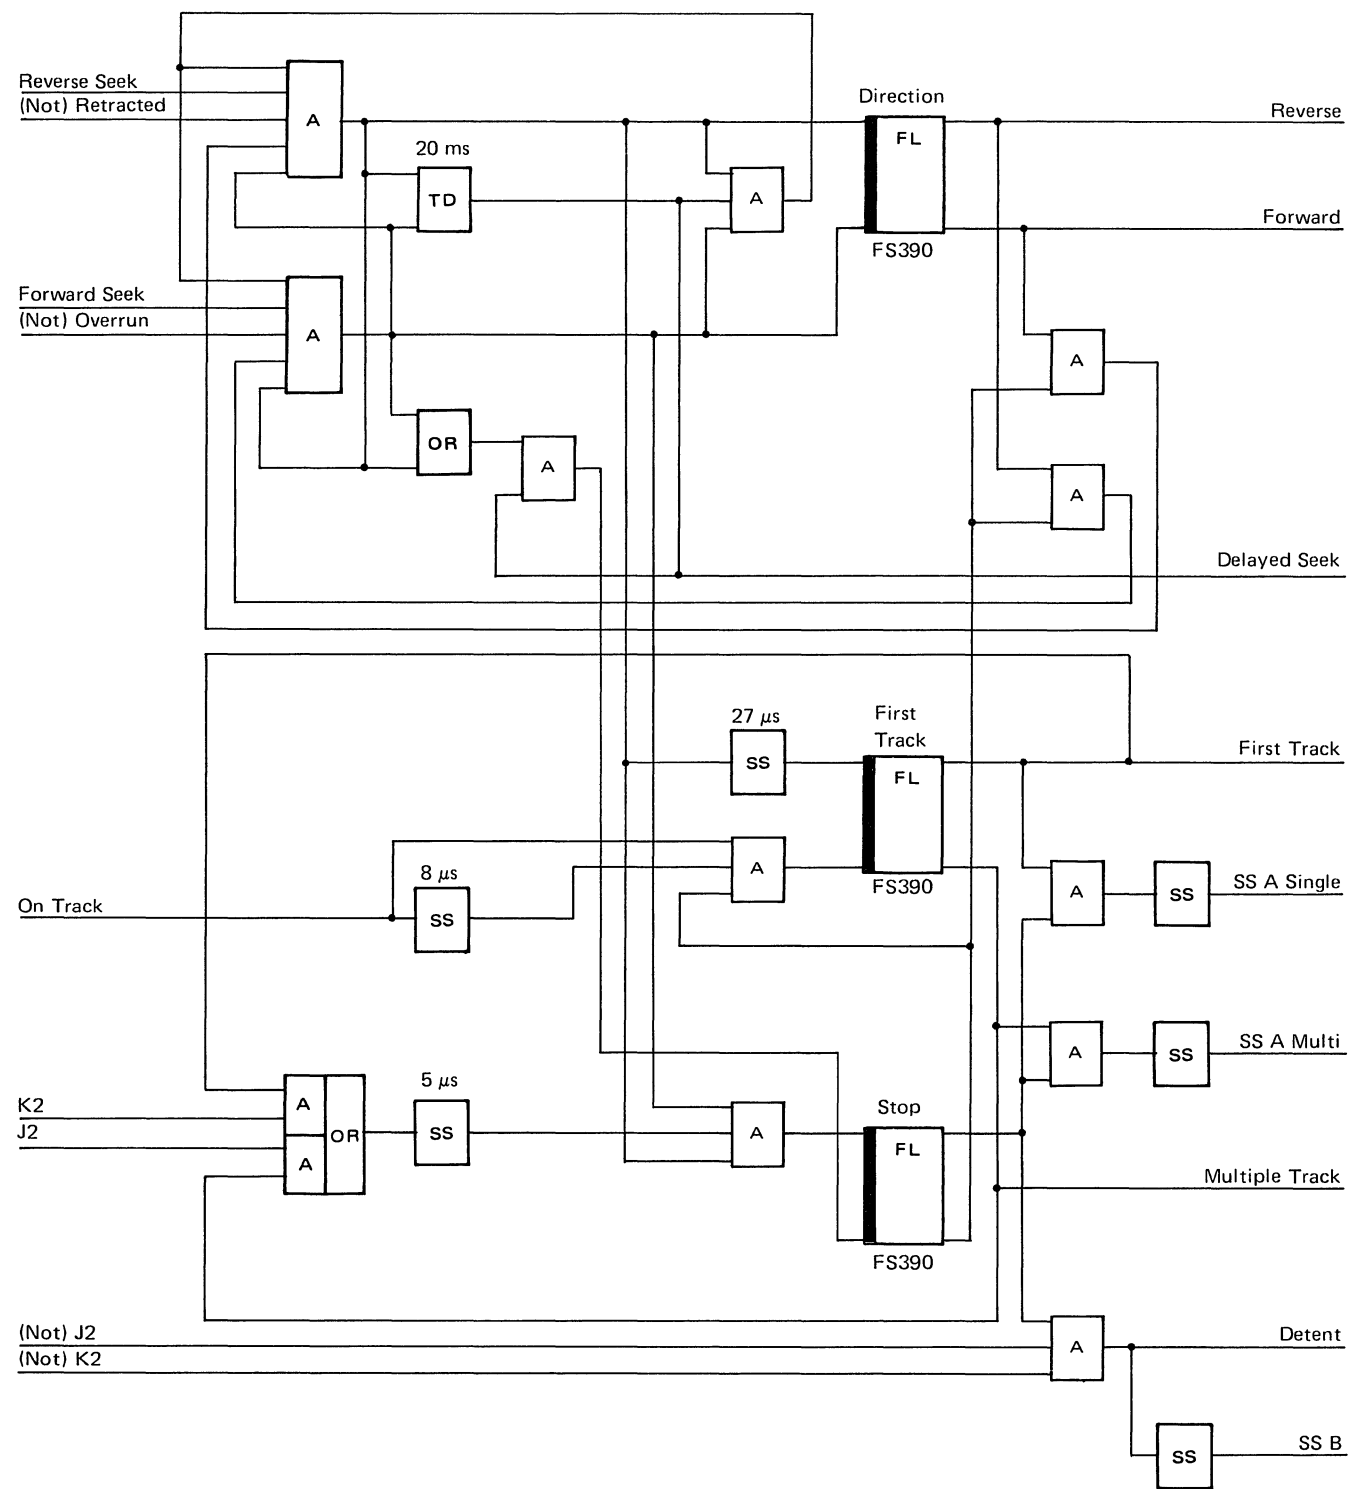 Reverse Seek
(Not) Retracted
A
20 ms
TD
A
Direction
FL
FS390
Reverse
Forward
Forward Seek
(Not) Overrun
A
OR
A
A
A
Delayed Seek
27 µs
SS
First
Track
FL
FS390
First Track
On Track
8 µs
SS
A
A
SS
SS A Single
A
SS
SS A Multi
K2
J2
A
A
OR
5 µs
SS
A
Stop
FL
FS390
Multiple Track
(Not) J2
(Not) K2
A
Detent
SS
SS B